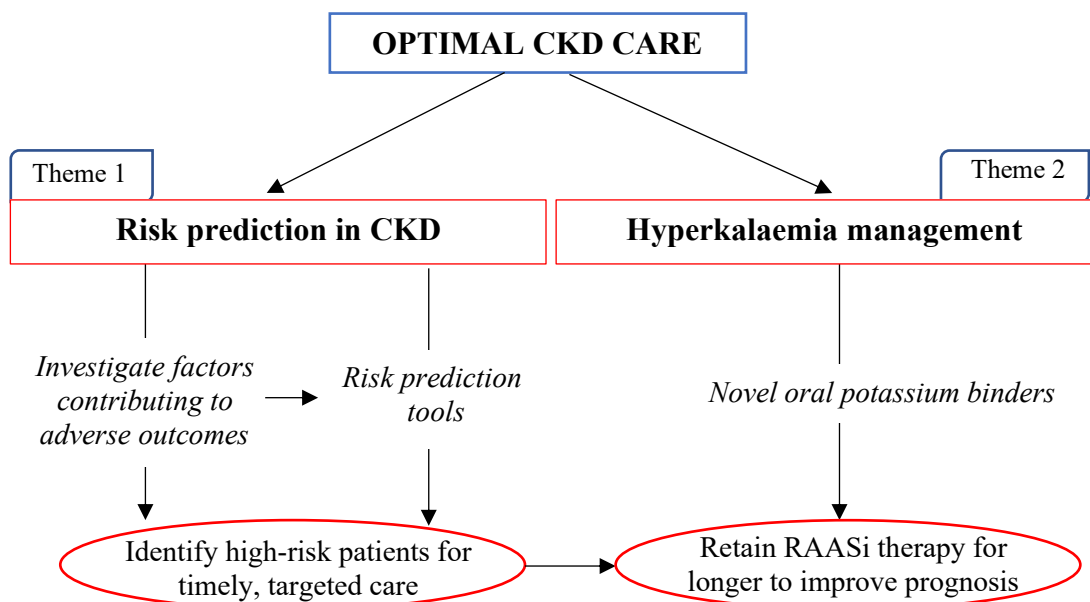 OPTIMAL CKD CARE
Theme 1
Theme 2
Risk prediction in CKD
Hyperkalaemia management
Investigate factors
contributing to
adverse outcomes
Risk prediction
tools
Novel oral potassium binders
Identify high-risk patients for
timely, targeted care
Retain RAASi therapy for
longer to improve prognosis